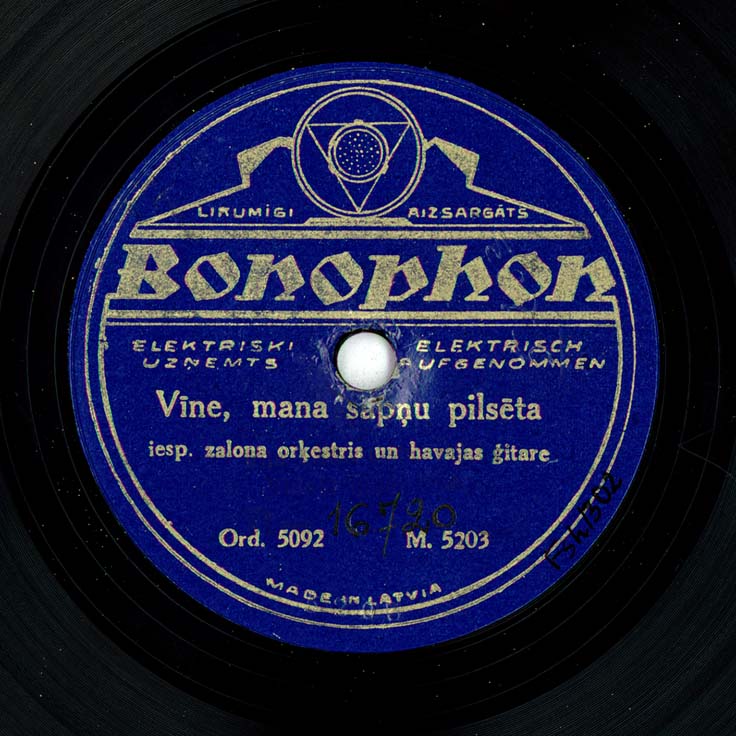 LIKUMĪGI AIZSARGĀTS
Bonophon
ELEKTRISKI ELEKTRISCH
UZŅEMTS AUFGENOMMEN
Vīne, mana sapņu pilsēta
iesp. zalona orķestris un havajas ģitare
16720
Ord. 5092 M. 5203
MADE IN LATVIA